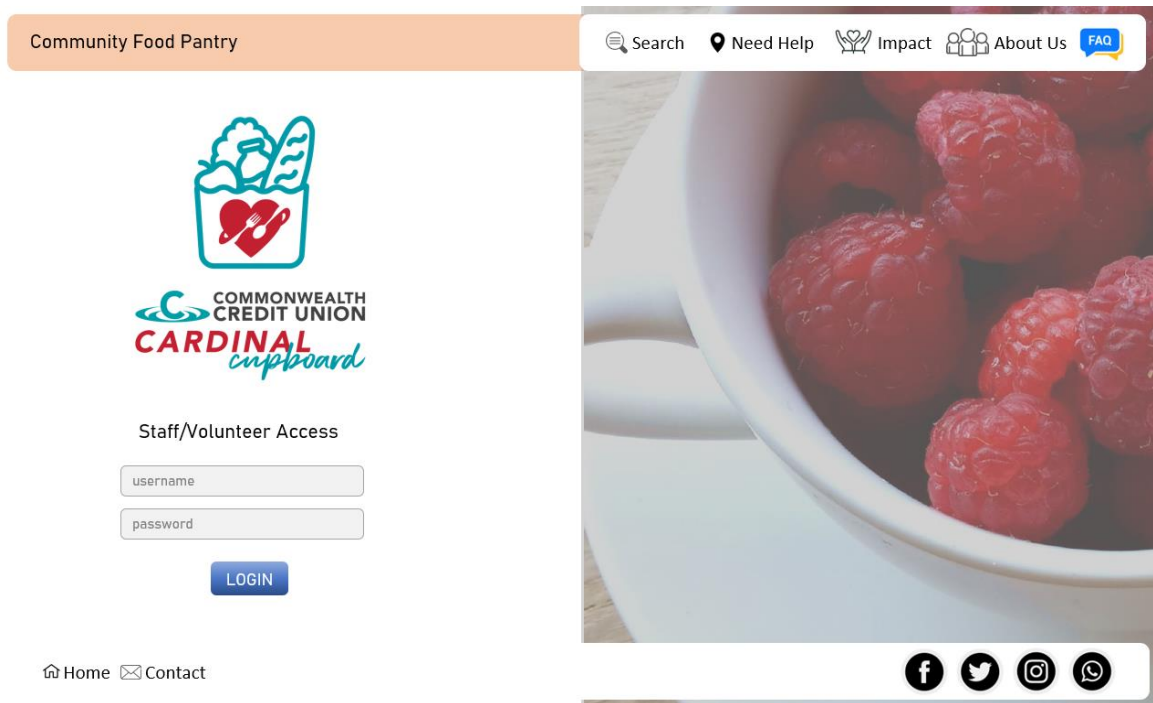 Community Food Pantry
Search Need Help Impact About Us FAQ
C COMMONWEALTH
CREDIT UNION
CARDINAL
cupboard
Staff/Volunteer Access
username
password
LOGIN
Home Contact